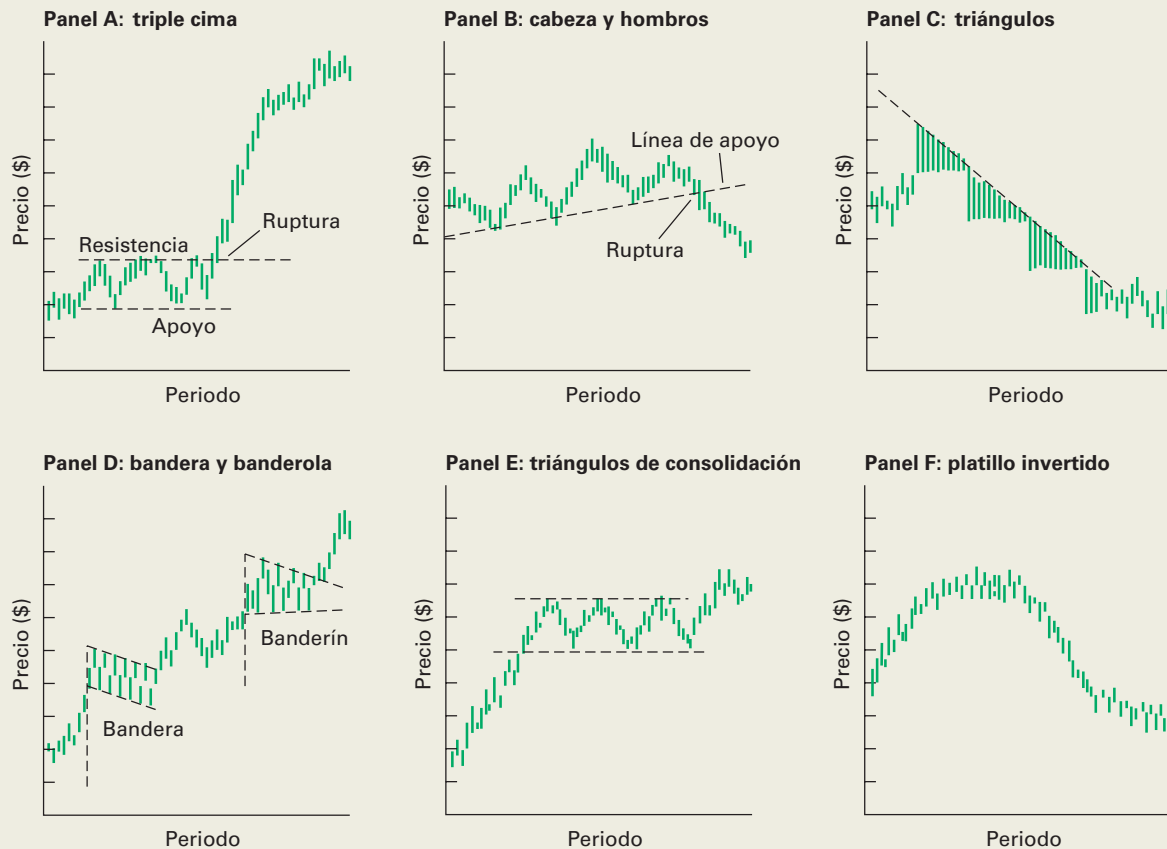 Panel A: triple cima
Precio ($)
Resistencia
Ruptura
Apoyo
Periodo
Panel B: cabeza y hombros
Precio ($)
Línea de apoyo
Ruptura
Periodo
Panel C: triángulos
Precio ($)
Periodo
Panel D: bandera y banderola
Precio ($)
Banderín
Bandera
Periodo
Panel E: triángulos de consolidación
Precio ($)
Periodo
Panel F: platillo invertido
Precio ($)
Periodo